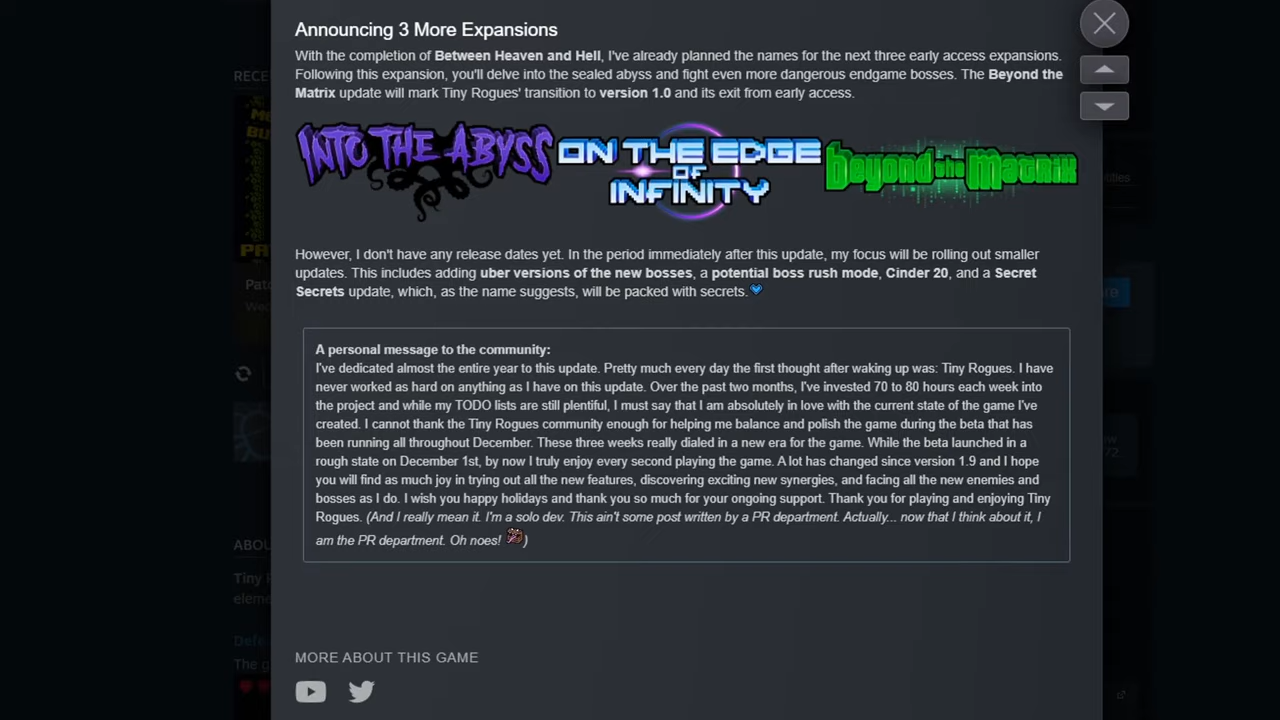 Announcing 3 More Expansions
With the completion of Between Heaven and Hell, I've already planned the names for the next three early access expansions.
Following this expansion, you'll delve into the sealed abyss and fight even more dangerous endgame bosses. The Beyond the
Matrix update will mark Tiny Rogues' transition to version 1.0 and its exit from early access.
INTO THE ABYSS
ON THE EDGE
OF
INFINITY
beyond the Matrix
However, I don't have any release dates yet. In the period immediately after this update, my focus will be rolling out smaller
updates. This includes adding uber versions of the new bosses, a potential boss rush mode, Cinder 20, and a Secret
Secrets update, which, as the name suggests, will be packed with secrets.
A personal message to the community:
I've dedicated almost the entire year to this update. Pretty much every day the first thought after waking up was: Tiny Rogues. I have
never worked as hard on anything as I have on this update. Over the past two months, I've invested 70 to 80 hours each week into
the project and while my TODO lists are still plentiful, I must say that I am absolutely in love with the current state of the game I've
created. I cannot thank the Tiny Rogues community enough for helping me balance and polish the game during the beta that has
been running all throughout December. These three weeks really dialed in a new era for the game. While the beta launched in a
rough state on December 1st, by now I truly enjoy every second playing the game. A lot has changed since version 1.9 and I hope
you will find as much joy in trying out all the new features, discovering exciting new synergies, and facing all the new enemies and
bosses as I do. I wish you happy holidays and thank you so much for your ongoing support. Thank you for playing and enjoying Tiny
Rogues. (And I really mean it. I'm a solo dev. This ain't some post written by a PR department. Actually... now that I think about it, I
am the PR department. Oh noes! )
MORE ABOUT THIS GAME